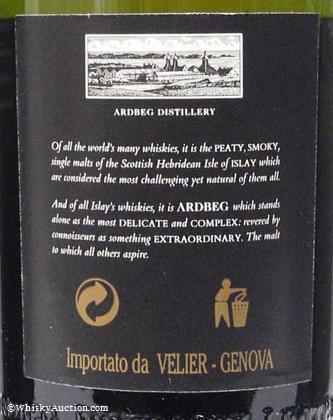 ARDBEG DISTILLERY
Of all the world's many whiskies, it is the PEATY, SMOKY,
single malts of the Scottish Hebridean Isle of ISLAY which
are considered the most challenging yet natural of them all.
And of all Islay's whiskies, it is ARDBEG which stands
alone as the most DELICATE and COMPLEX: revered by
connoisseurs as something EXTRAORDINARY. The malt
to which all others aspire.
Importato da VELIER - GENOVA
©WhiskyAuction.com